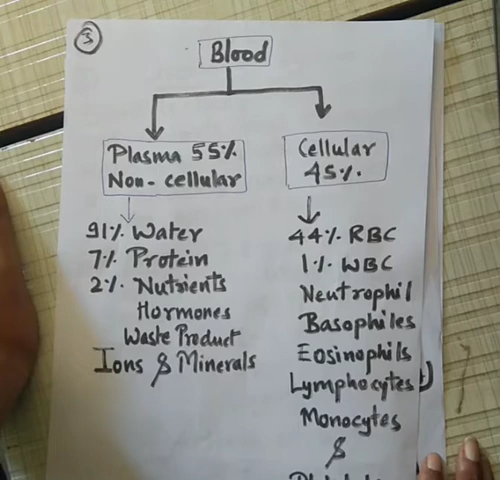 3
Blood
Plasma 55%
Non-cellular
Cellular
45%
91% Water
7% Protein
2% Nutrients
Hormones
Waste Product
Ions & Minerals
44% RBC
1% WBC
Neutrophil
Basophiles
Eosinophils
Lymphocytes
Monocytes
&